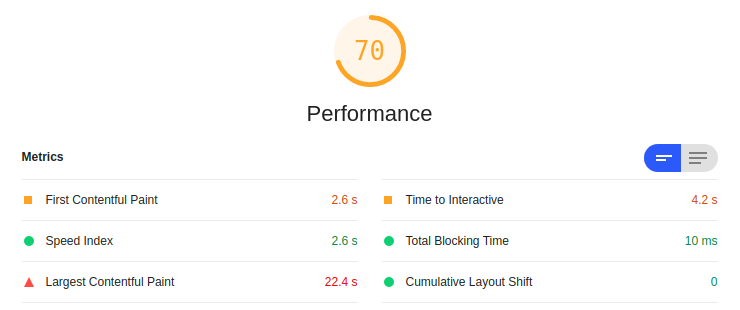 70
Performance
Metrics
First Contentful Paint 2.6 s
Time to Interactive 4.2 s
Speed Index 2.6 s
Total Blocking Time 10 ms
Largest Contentful Paint 22.4 s
Cumulative Layout Shift 0